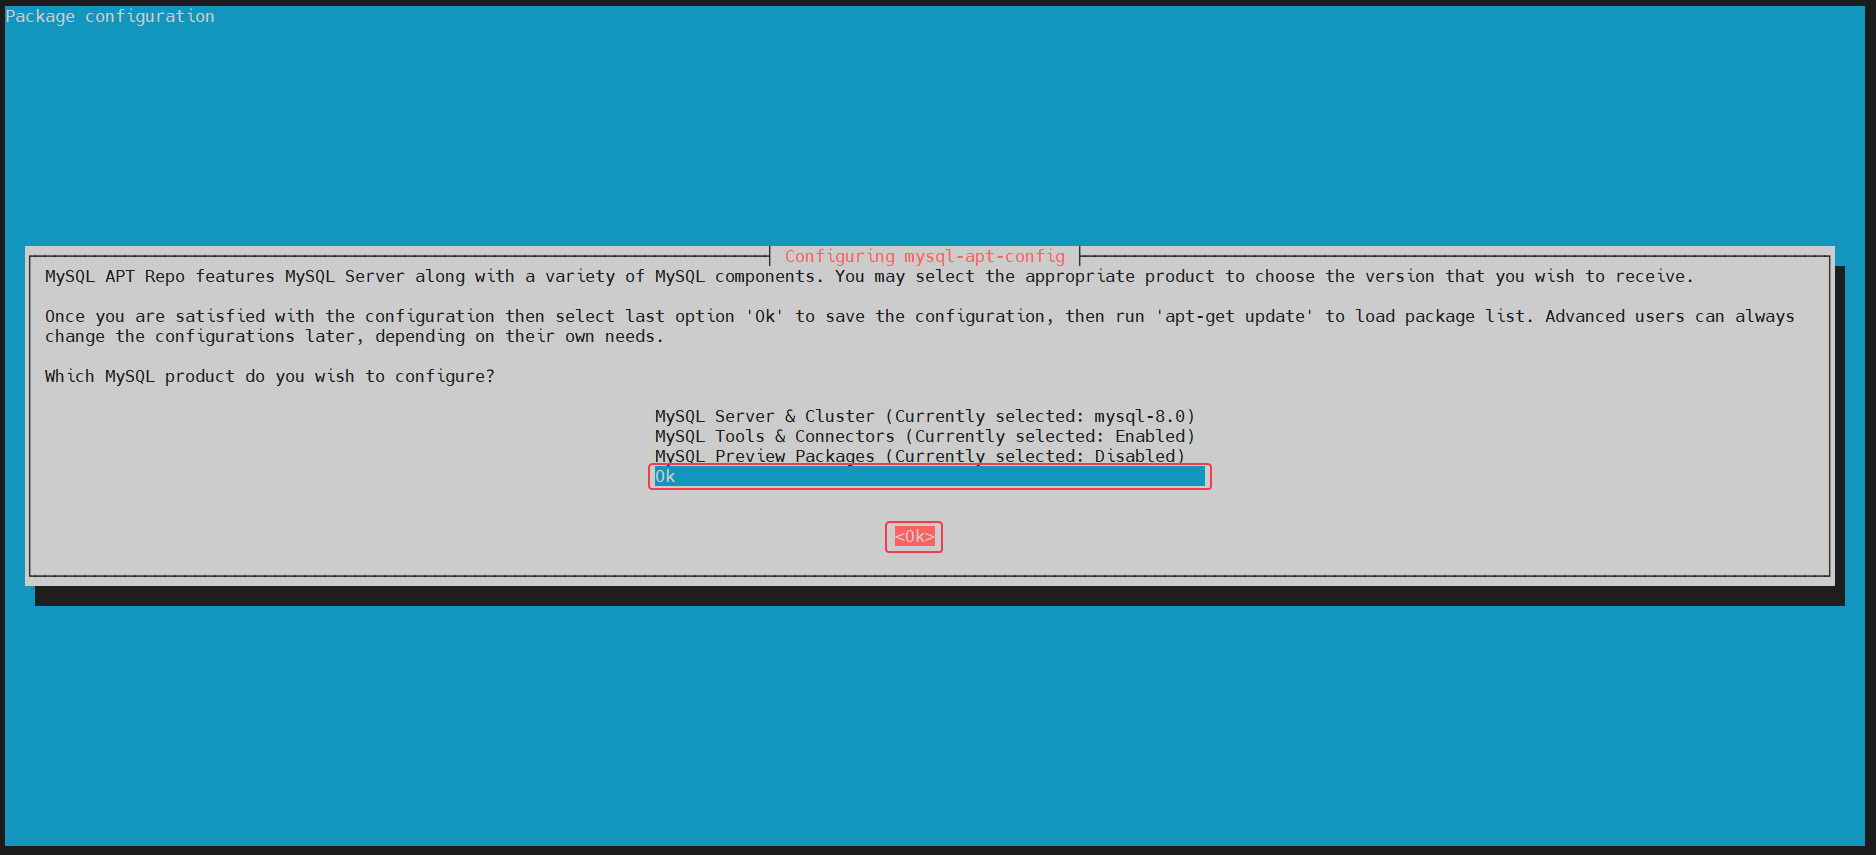 Package configuration
Configuring mysql-apt-config
MySQL APT Repo features MySQL Server along with a variety of MySQL components. You may select the appropriate product to choose the version that you wish to receive.
Once you are satisfied with the configuration then select last option 'Ok' to save the configuration, then run 'apt-get update' to load package list. Advanced users can always
change the configurations later, depending on their own needs.
Which MySQL product do you wish to configure?
MySQL Server & Cluster (Currently selected: mysql-8.0)
MySQL Tools & Connectors (Currently selected: Enabled)
MySQL Preview Packages (Currently selected: Disabled)
Ok
<Ok>